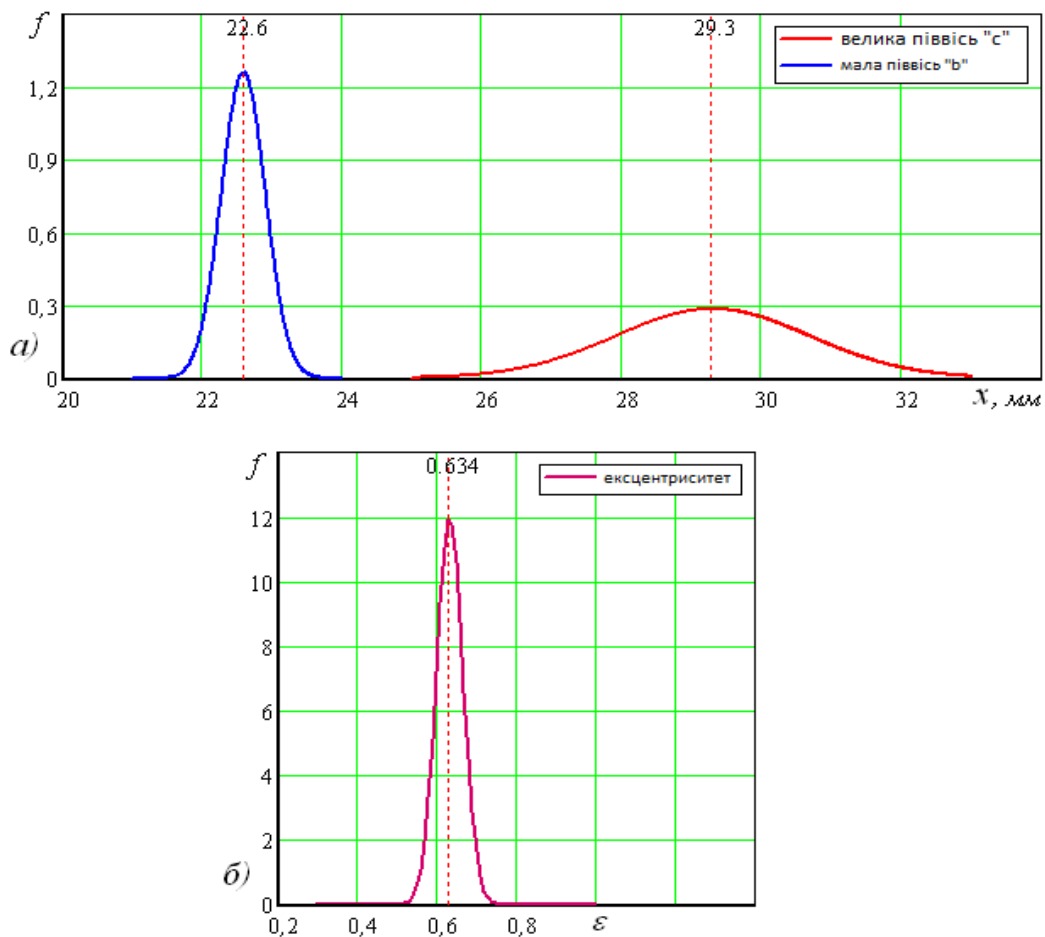 f
22.6
29.3
велика піввісь "c"
мала піввісь "b"
1,2
0,9
0,6
0,3
0
а)
20 22 24 26 28 30 32 x, мм
f
0.634
ексцентриситет
12
10
8
6
4
2
0
б)
0,2 0,4 0,6 0,8 ε